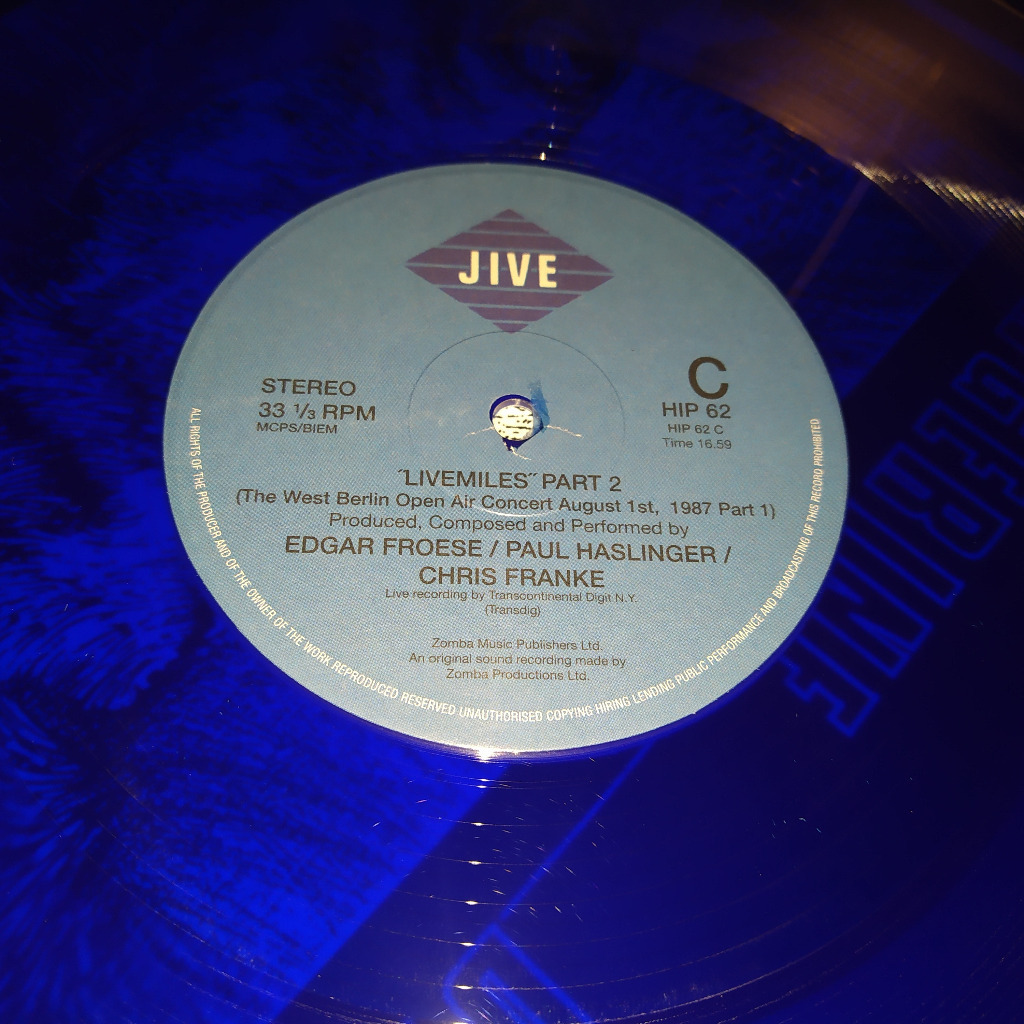 JIVE
STEREO
33 ⅓ RPM
MCPS/BIEM
C
HIP 62
HIP 62 C
Time 16.59
˝LIVEMILES˝ PART 2
(The West Berlin Open Air Concert August 1st, 1987 Part 1)
Produced, Composed and Performed by
EDGAR FROESE / PAUL HASLINGER /
CHRIS FRANKE
Live recording by Transcontinental Digit N.Y.
(Transdig)
Zomba Music Publishers Ltd.
An original sound recording made by
Zomba Productions Ltd.
ALL RIGHTS OF THE PRODUCER AND OF THE OWNER OF THE WORK REPRODUCED RESERVED UNAUTHORISED COPYING HIRING LENDING PUBLIC PERFORMANCE AND BROADCASTING OF THIS RECORD PROHIBITED